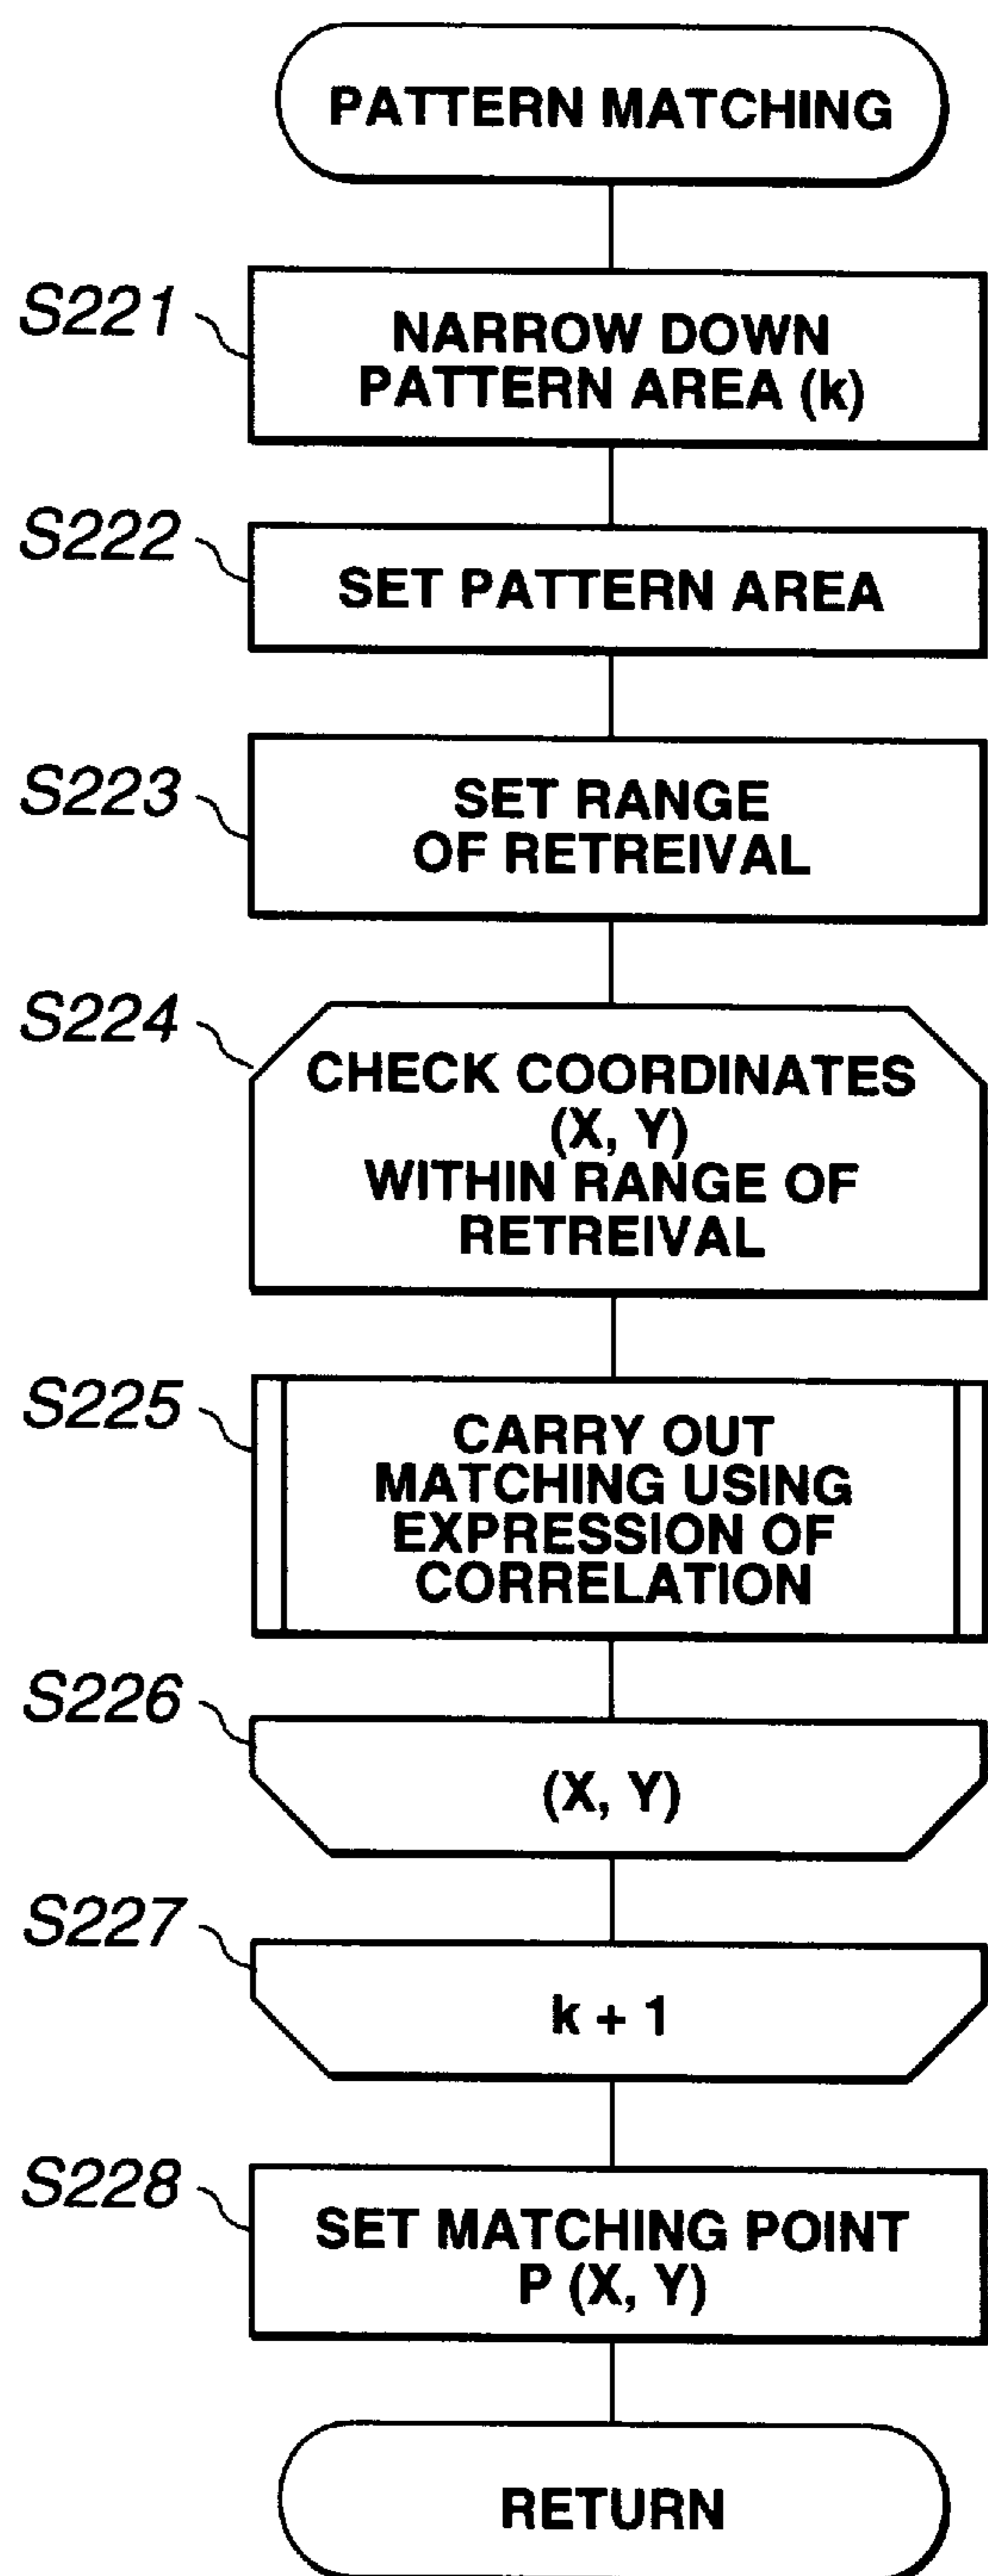 PATTERN MATCHING
S221
NARROW DOWN
PATTERN AREA (k)
S222
SET PATTERN AREA
S223
SET RANGE
OF RETREIVAL
S224
CHECK COORDINATES
(X, Y)
WITHIN RANGE OF
RETREIVAL
S225
CARRY OUT
MATCHING USING
EXPRESSION OF
CORRELATION
S226
(X, Y)
S227
k + 1
S228
SET MATCHING POINT
P (X, Y)
RETURN